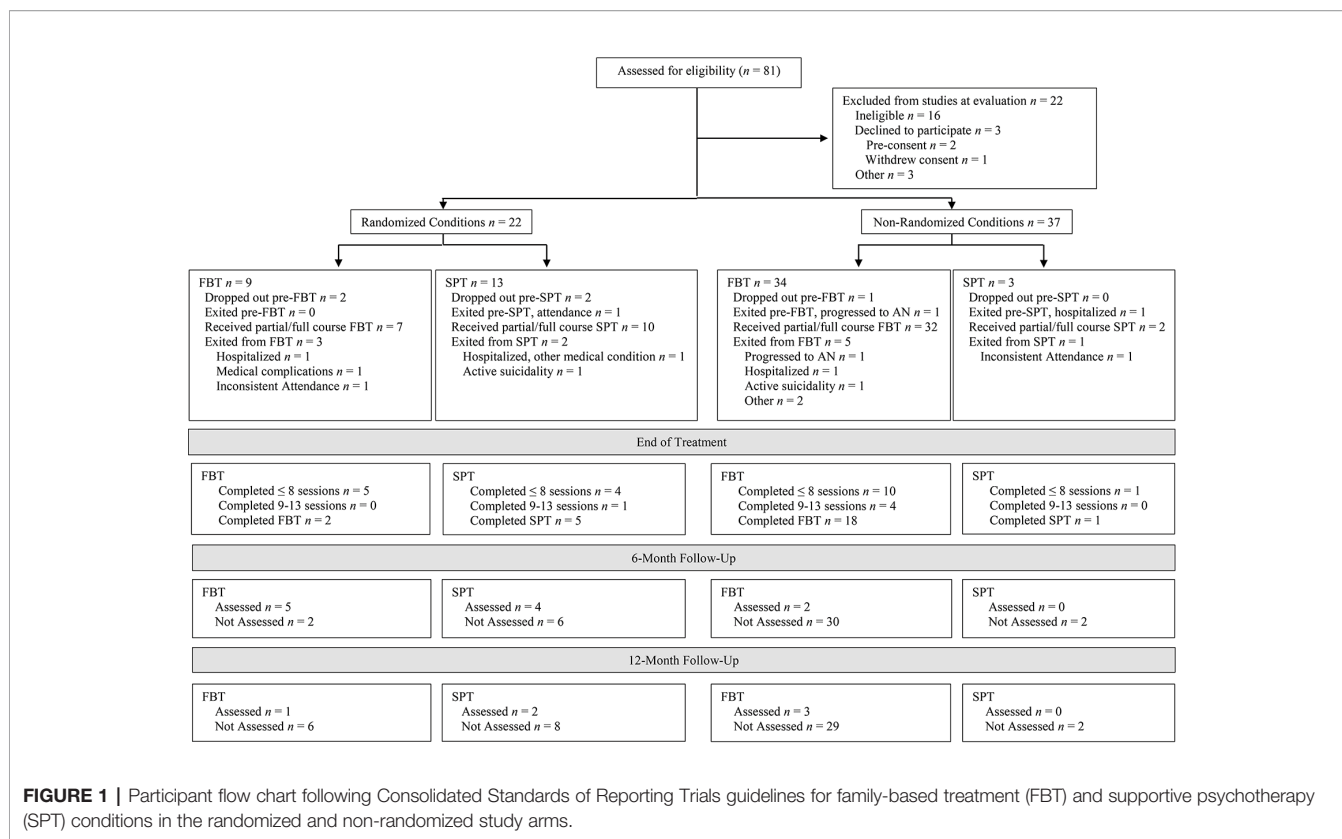 Assessed for eligibility (n = 81)
Excluded from studies at evaluation n = 22
Ineligible n = 16
Declined to participate n = 3
Pre-consent n = 2
Withdrew consent n = 1
Other n = 3
Randomized Conditions n = 22
Non-Randomized Conditions n = 37
FBT n = 9
Dropped out pre-FBT n = 2
Exited pre-FBT n = 0
Received partial/full course FBT n = 7
Exited from FBT n = 3
Hospitalized n = 1
Medical complications n = 1
Inconsistent Attendance n = 1
SPT n = 13
Dropped out pre-SPT n = 2
Exited pre-SPT, attendance n = 1
Received partial/full course SPT n = 10
Exited from SPT n = 2
Hospitalized, other medical condition n = 1
Active suicidality n = 1
FBT n = 34
Dropped out pre-FBT n = 1
Exited pre-FBT, progressed to AN n = 1
Received partial/full course FBT n = 32
Exited from FBT n = 5
Progressed to AN n = 1
Hospitalized n = 1
Active suicidality n = 1
Other n = 2
SPT n = 3
Dropped out pre-SPT n = 0
Exited pre-SPT, hospitalized n = 1
Received partial/full course SPT n = 2
Exited from SPT n = 1
Inconsistent Attendance n = 1
End of Treatment
FBT
Completed ≤ 8 sessions n = 5
Completed 9-13 sessions n = 0
Completed FBT n = 2
SPT
Completed ≤ 8 sessions n = 4
Completed 9-13 sessions n = 1
Completed SPT n = 5
FBT
Completed ≤ 8 sessions n = 10
Completed 9-13 sessions n = 4
Completed FBT n = 18
SPT
Completed ≤ 8 sessions n = 1
Completed 9-13 sessions n = 0
Completed SPT n = 1
6-Month Follow-Up
FBT
Assessed n = 5
Not Assessed n = 2
SPT
Assessed n = 4
Not Assessed n = 6
FBT
Assessed n = 2
Not Assessed n = 30
SPT
Assessed n = 0
Not Assessed n = 2
12-Month Follow-Up
FBT
Assessed n = 1
Not Assessed n = 6
SPT
Assessed n = 2
Not Assessed n = 8
FBT
Assessed n = 3
Not Assessed n = 29
SPT
Assessed n = 0
Not Assessed n = 2
FIGURE 1 | Participant flow chart following Consolidated Standards of Reporting Trials guidelines for family-based treatment (FBT) and supportive psychotherapy
(SPT) conditions in the randomized and non-randomized study arms.